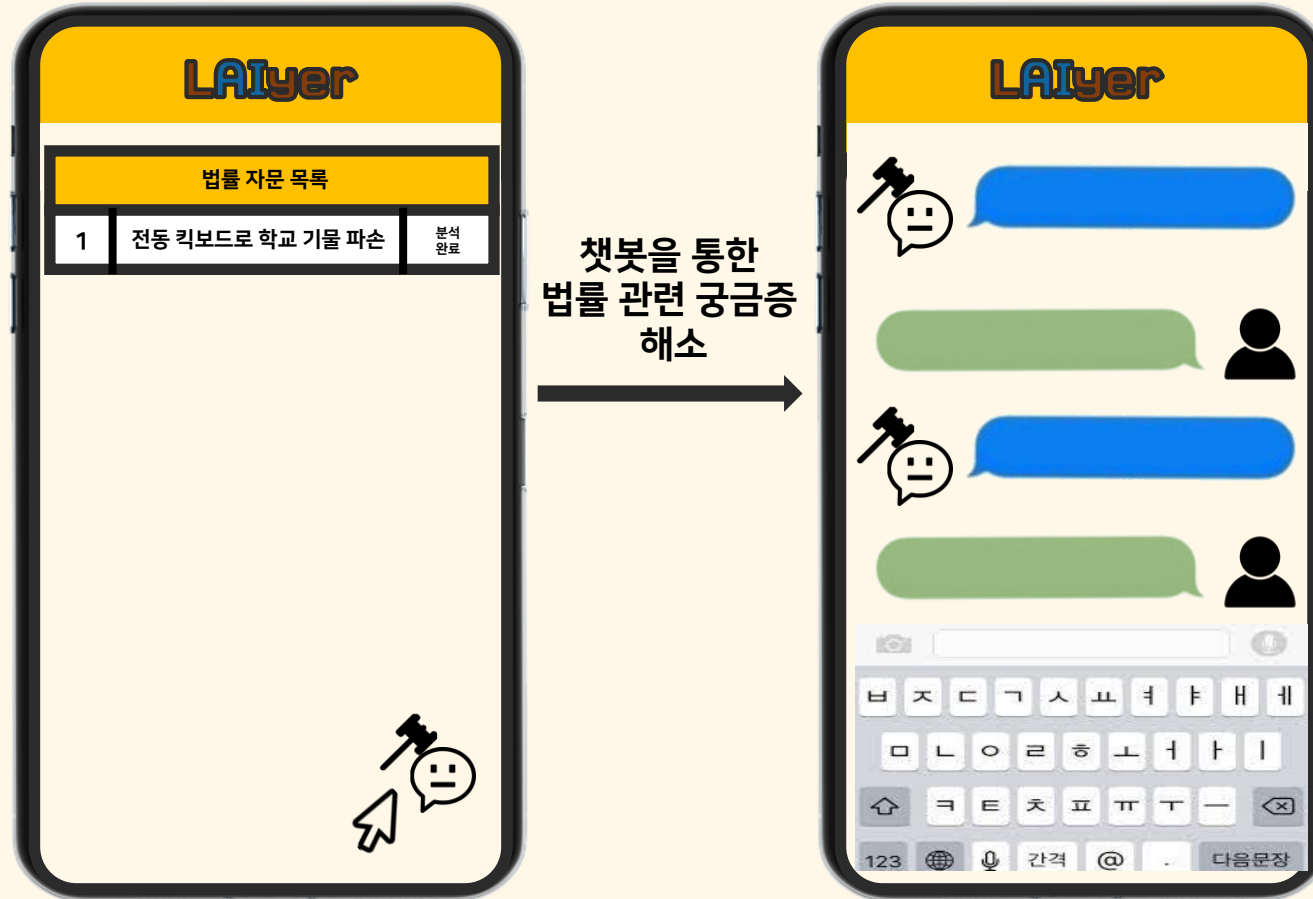 LAIyer
법률 자문 목록
1 전동 킥보드로 학교 기물 파손 분석 완료
챗봇을 통한
법률 관련 궁금증
해소
LAIyer
ㅂ ㅈ ㄷ ㄱ ㅅ ㅛ ㅕ ㅑ ㅐ ㅔ
ㅁ ㄴ ㅇ ㄹ ㅎ ㅗ ㅓ ㅏ ㅣ
ㅋ ㅌ ㅊ ㅍ ㅠ ㅜ ㅡ
123 간격 @ . 다음문장